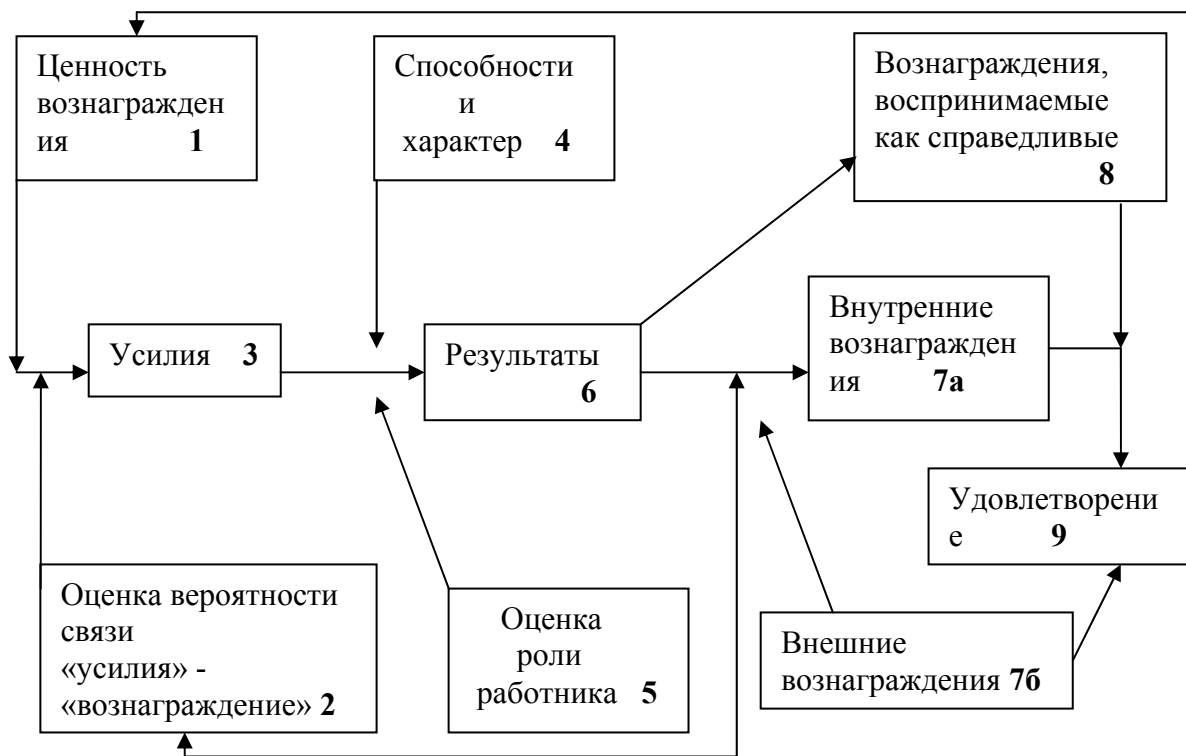 Ценность
вознагражден
ия 1
Способности
и
характер 4
Вознаграждения,
воспринимаемые
как справедливые
8
Усилия 3
Результаты
6
Внутренние
вознагражден
ия 7а
Удовлетворени
е 9
Оценка вероятности
связи
«усилия» -
«вознаграждение» 2
Оценка
роли
работника 5
Внешние
вознаграждения 7б